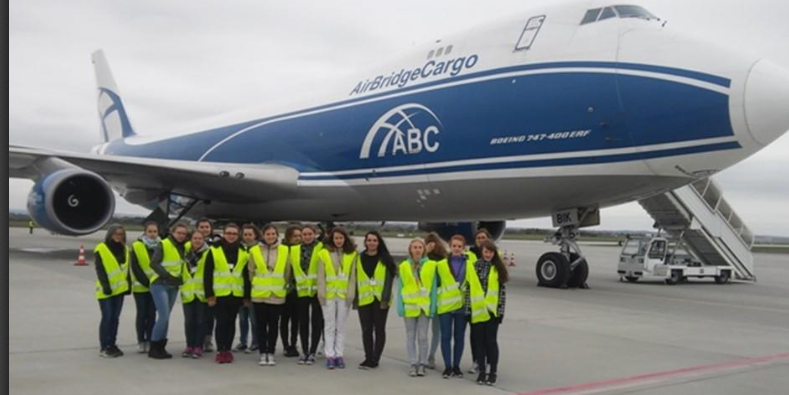 AirBridgeCargo
ABC
BOEING 747-400ERF
BIK